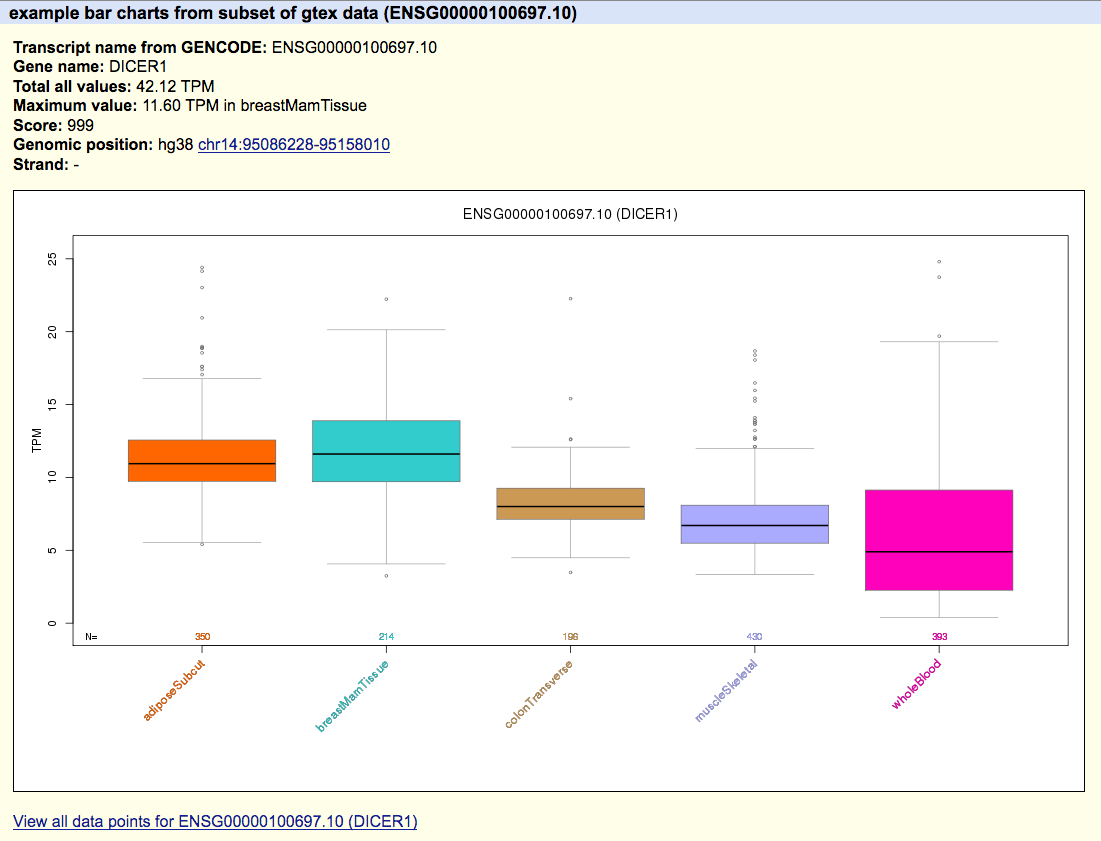 example bar charts from subset of gtex data (ENSG00000100697.10)
Transcript name from GENCODE: ENSG00000100697.10
Gene name: DICER1
Total all values: 42.12 TPM
Maximum value: 11.60 TPM in breastMamTissue
Score: 999
Genomic position: hg38 chr14:95086228-95158010
Strand: -
ENSG00000100697.10 (DICER1)
25
20
15
10
5
0
TPM
N= 350 214 196 430 393
adiposeSubcut
breastMamTissue
colonTransverse
muscleSkeletal
wholeBlood
View all data points for ENSG00000100697.10 (DICER1)